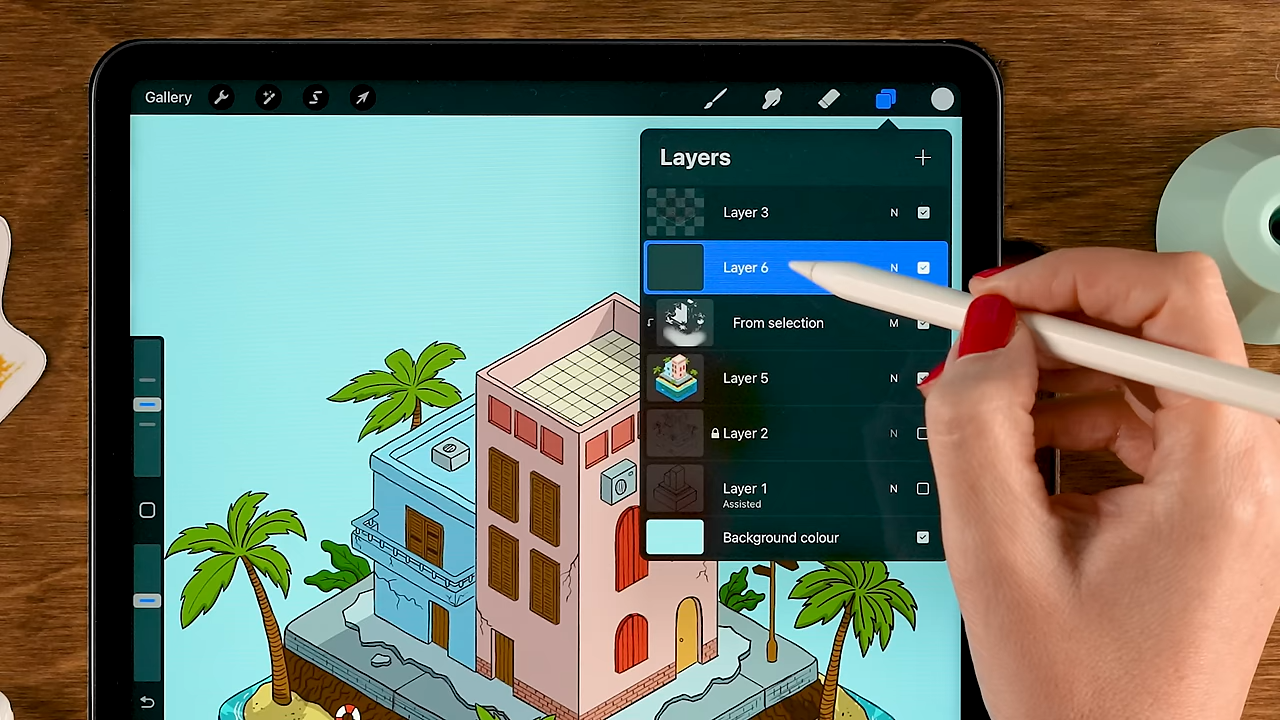 Gallery
Layers
Layer 3 N
Layer 6 N
From selection M
Layer 5 N
Layer 2 N
Layer 1 N
Assisted
Background colour